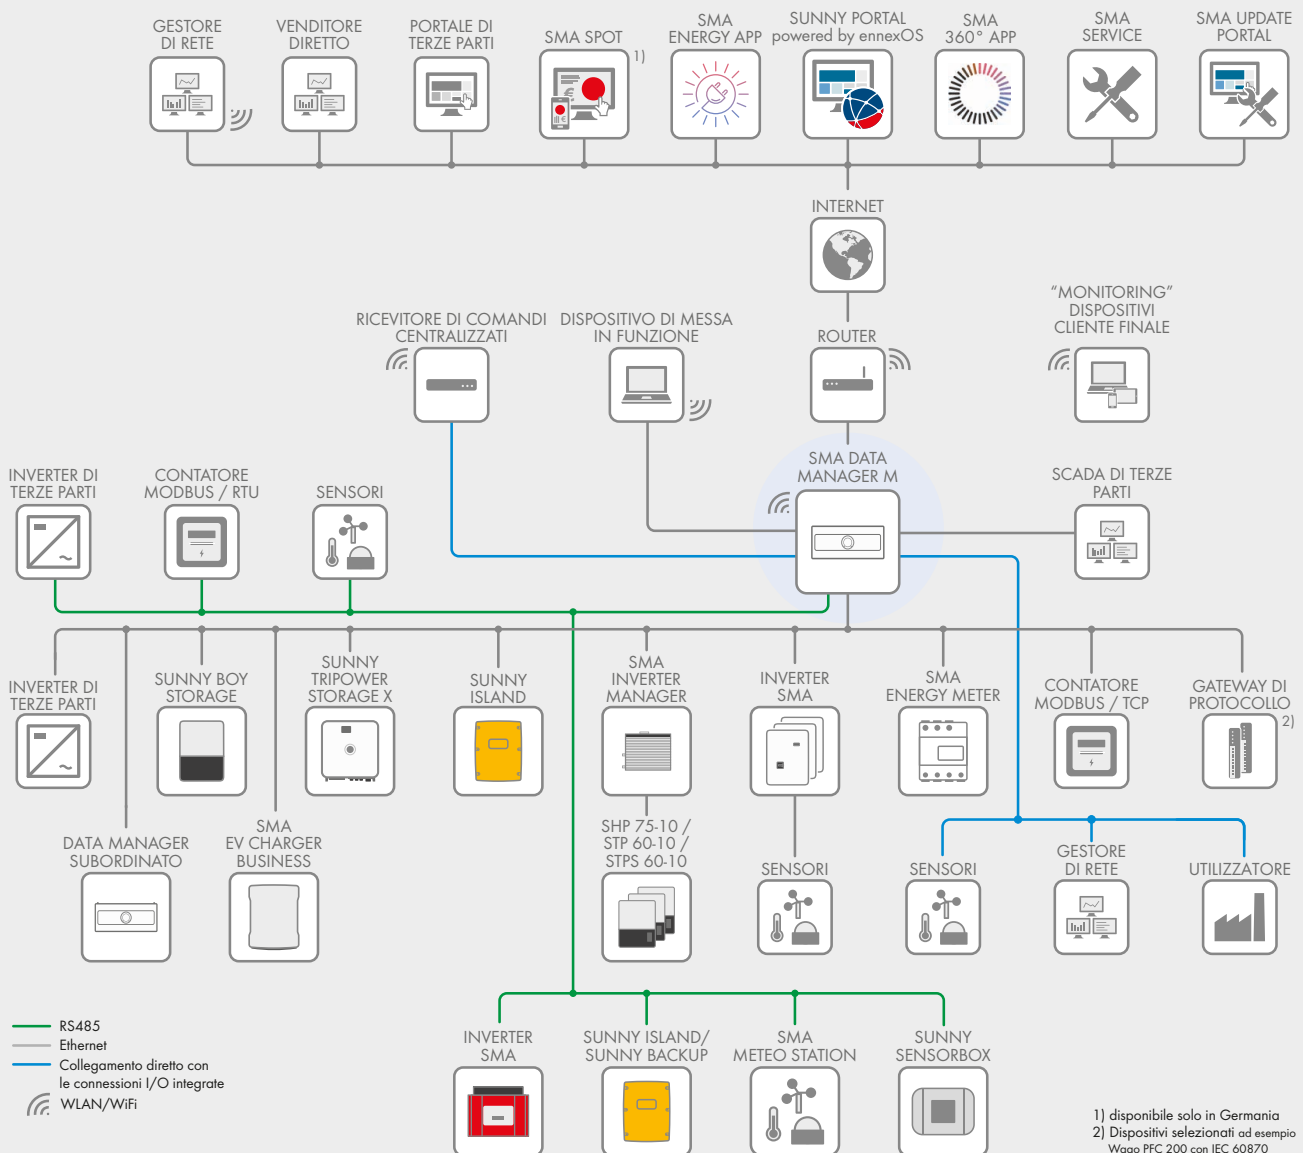 GESTORE
DI RETE
VENDITORE
DIRETTO
PORTALE DI
TERZE PARTI
SMA SPOT
1)
SMA
ENERGY APP
SUNNY PORTAL
powered by ennexOS
SMA
360° APP
SMA
SERVICE
SMA UPDATE
PORTAL
INTERNET
RICEVITORE DI COMANDI
CENTRALIZZATI
DISPOSITIVO DI MESSA
IN FUNZIONE
ROUTER
“MONITORING”
DISPOSITIVI
CLIENTE FINALE
INVERTER DI
TERZE PARTI
CONTATORE
MODBUS / RTU
SENSORI
SMA DATA
MANAGER M
SCADA DI TERZE
PARTI
INVERTER DI
TERZE PARTI
SUNNY BOY
STORAGE
SUNNY
TRIPOWER
STORAGE X
SUNNY
ISLAND
SMA
INVERTER
MANAGER
INVERTER
SMA
SMA
ENERGY METER
CONTATORE
MODBUS / TCP
GATEWAY DI
PROTOCOLLO
2)
DATA MANAGER
SUBORDINATO
SMA
EV CHARGER
BUSINESS
SHP 75-10 /
STP 60-10 /
STPS 60-10
SENSORI
SENSORI
GESTORE
DI RETE
UTILIZZATORE
RS485
Ethernet
Collegamento diretto con
le connessioni I/O integrate
WLAN/WiFi
INVERTER
SMA
SUNNY ISLAND/
SUNNY BACKUP
SMA
METEO STATION
SUNNY
SENSORBOX
1) disponibile solo in Germania
2) Dispositivi selezionati ad esempio
Wago PFC 200 con IEC 60870